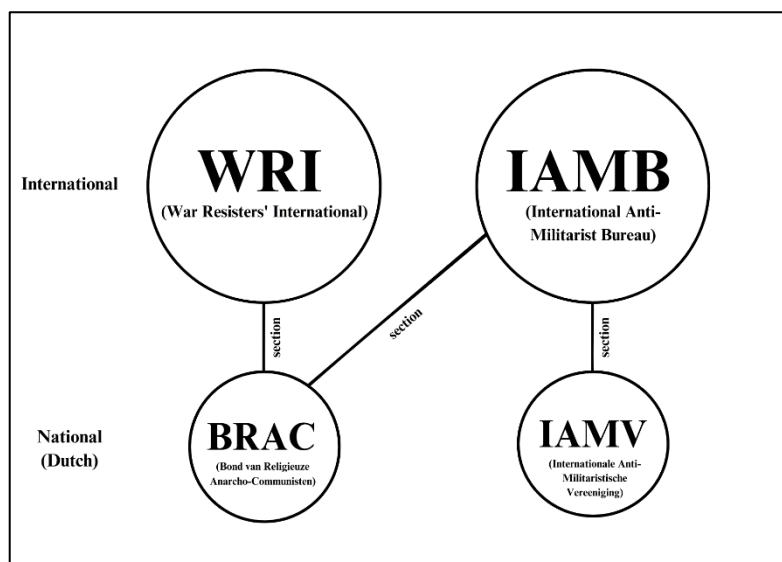 International
WRI
(War Resisters' International)
IAMB
(International Anti-
Militarist Bureau)
section
section
section
National
(Dutch)
BRAC
(Bond van Religieuze
Anarcho-Communisten)
IAMV
(Internationale Anti-
Militaristische
Vereeniging)